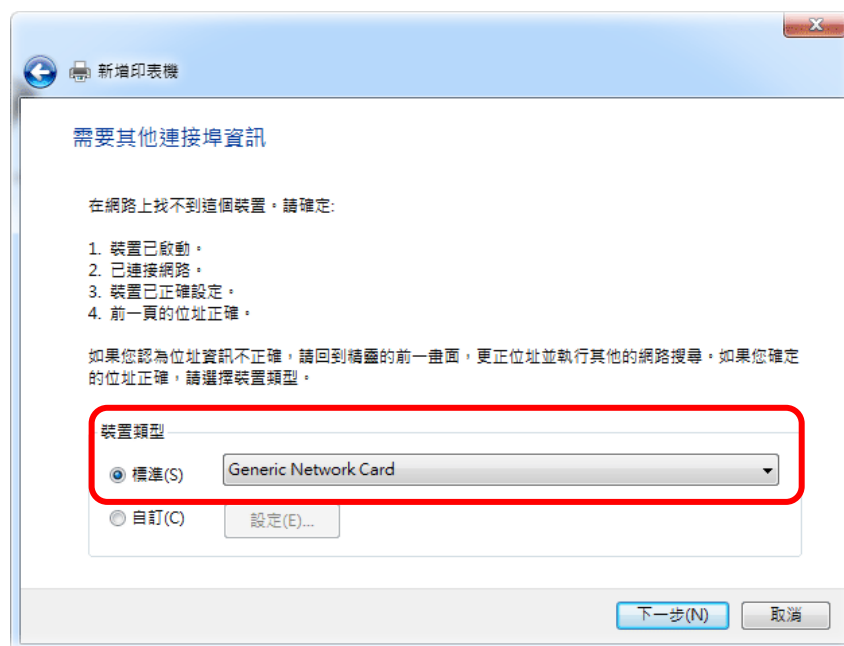 新增印表機
需要其他連接埠資訊
在網路上找不到這個裝置。請確定:
1. 裝置已啟動。
2. 已連接網路。
3. 裝置已正確設定。
4. 前一頁的位址正確。
如果您認為位址資訊不正確，請回到精靈的前一畫面，更正位址並執行其他的網路搜尋。如果您確定
的位址正確，請選擇裝置類型。
裝置類型
標準(S) Generic Network Card
自訂(C) 設定(E)...
下一步(N) 取消